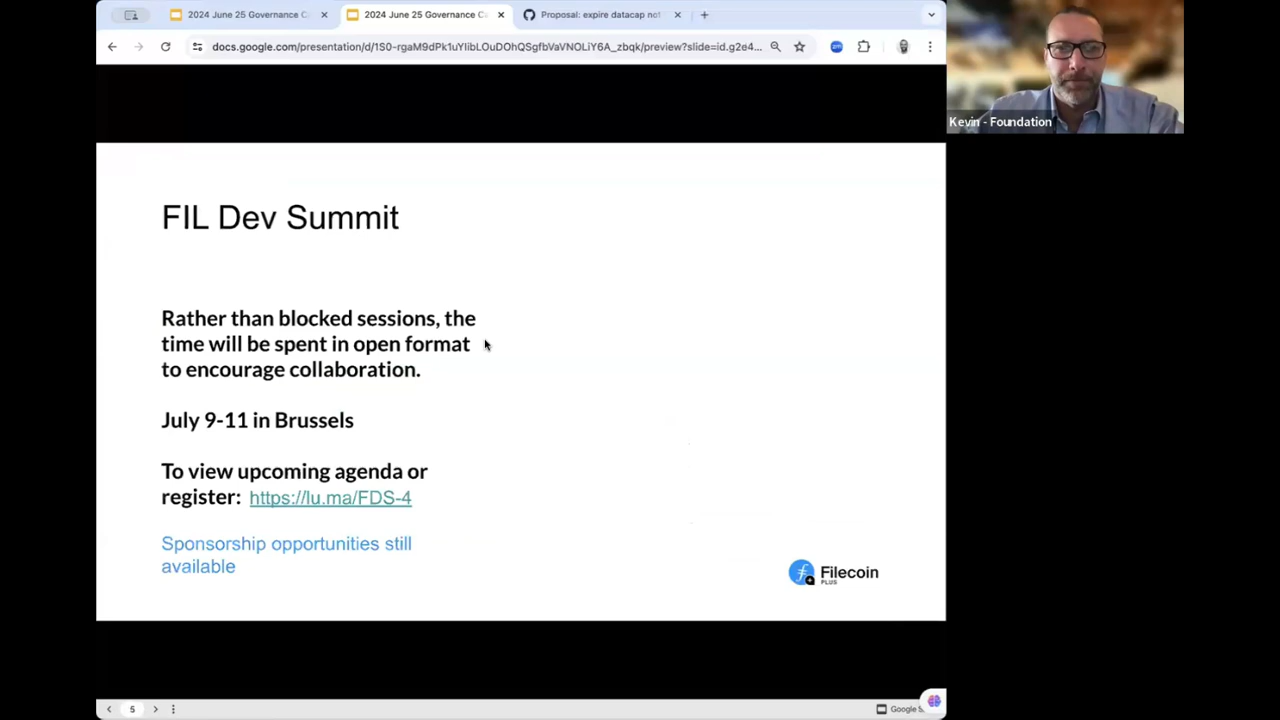 2024 June 25 Governance C
2024 June 25 Governance C
Proposal: expire datacap not
docs.google.com/presentation/d/1S0-rgaM9dPk1uYIibLOuDOhQSgfbVaVNOLiY6A_zbqk/preview?slide=id.g2e4...
Kevin - Foundation
FIL Dev Summit
Rather than blocked sessions, the
time will be spent in open format
to encourage collaboration.
July 9-11 in Brussels
To view upcoming agenda or
register: https://lu.ma/FDS-4
Sponsorship opportunities still
available
Filecoin
PLUS
5
Google S